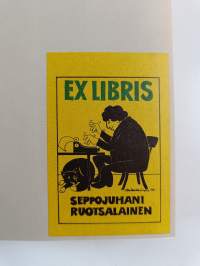 EX LIBRIS
SEPPOJUHANI
RUOTSALAINEN